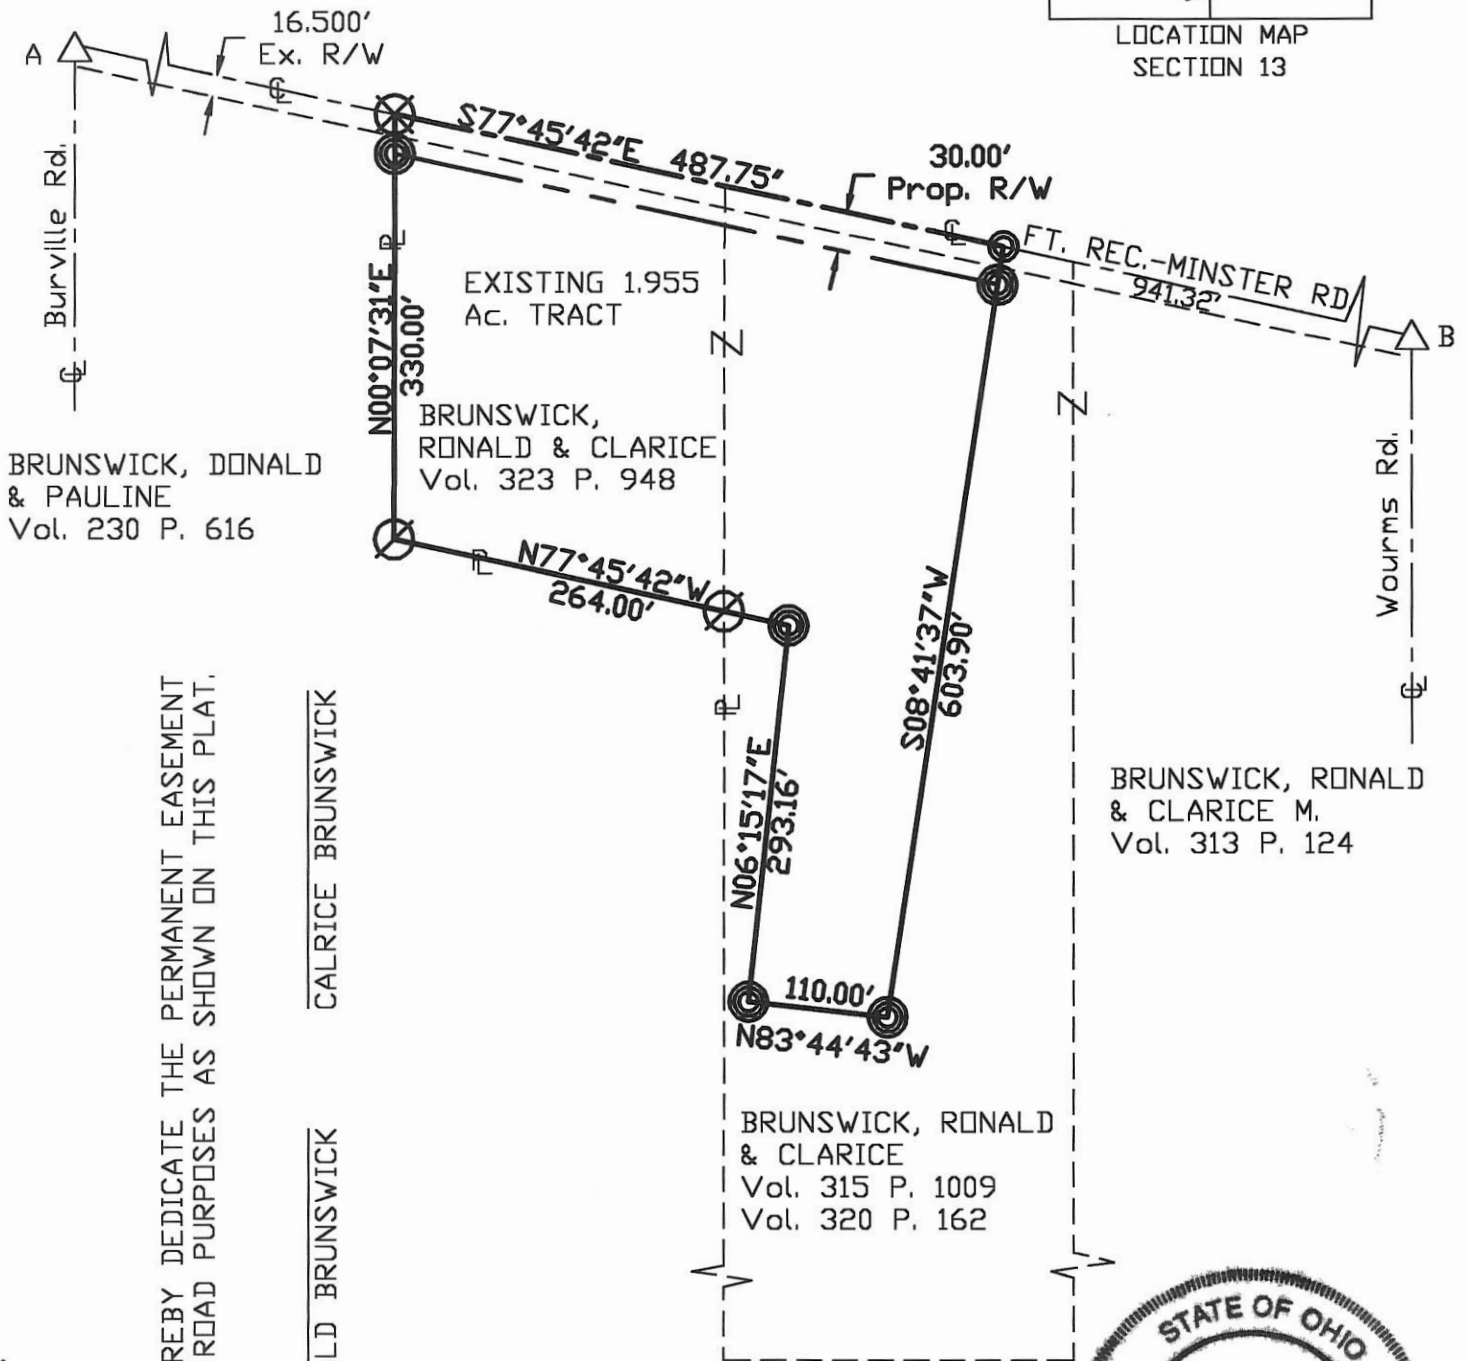 LOCATION MAP
SECTION 13
16.500'
Ex. R/W
A
℄
S77°45'42"E 487.75"
30.00'
Prop. R/W
℄
FT. REC.-MINSTER RD.
941.32'
B
Burville Rd.
℄
N00°07'31"E
330.00'
PL
EXISTING 1.955
Ac. TRACT
Z
Z
BRUNSWICK,
RONALD & CLARICE
Vol. 323 P. 948
BRUNSWICK, DONALD
& PAULINE
Vol. 230 P. 616
Wourms Rd.
℄
PL
N77°45'42"W
264.00'
S08°41'37"W
603.90'
PL
N06°15'17"E
293.16'
BRUNSWICK, RONALD
& CLARICE M.
Vol. 313 P. 124
110.00'
N83°44'43"W
BRUNSWICK, RONALD
& CLARICE
Vol. 315 P. 1009
Vol. 320 P. 162
REBY DEDICATE THE PERMANENT EASEMENT
ROAD PURPOSES AS SHOWN ON THIS PLAT.
LD BRUNSWICK
CALRICE BRUNSWICK
STATE OF OHIO